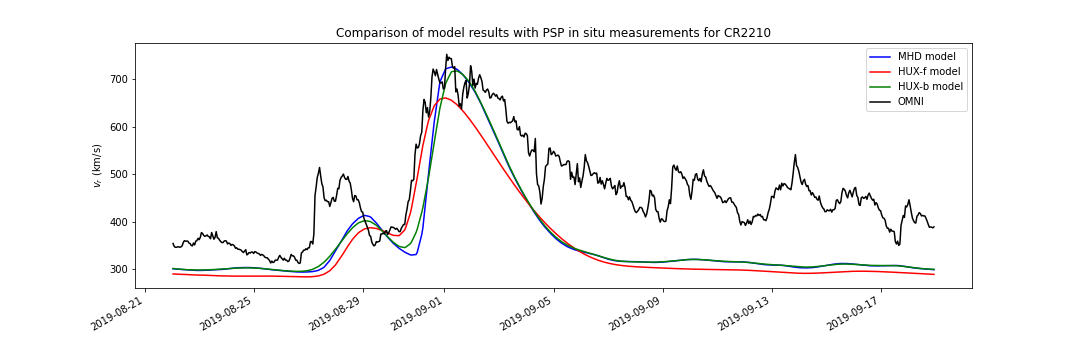 Comparison of model results with PSP in situ measurements for CR2210
MHD model
HUX-f model
HUX-b model
OMNI
700
600
500
400
300
v_r (km/s)
2019-08-21
2019-08-25
2019-08-29
2019-09-01
2019-09-05
2019-09-09
2019-09-13
2019-09-17